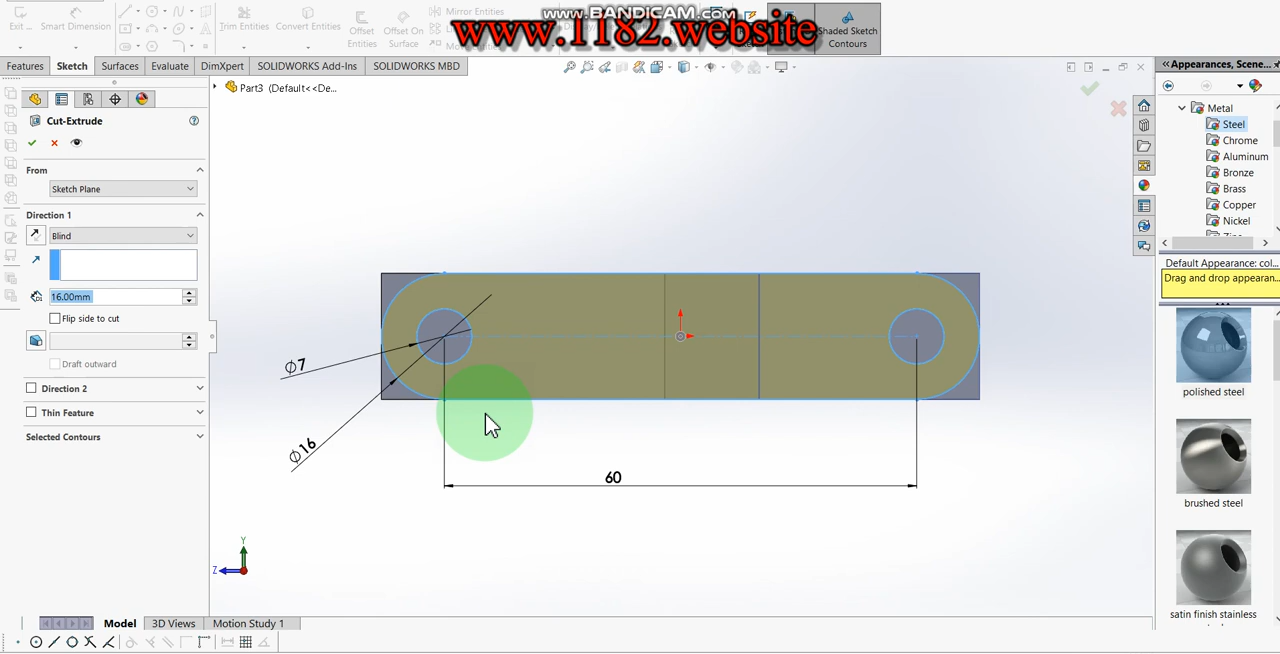 www.BANDICAM.com
www.1182.website
Exit ...
Smart Dimension
Trim Entities
Convert Entities
Offset
Entities
Offset On
Surface
Mirror Entities
Shaded Sketch
Contours
Features
Sketch
Surfaces
Evaluate
DimXpert
SOLIDWORKS Add-Ins
SOLIDWORKS MBD
Part3 (Default<<De...
Cut-Extrude
From
Sketch Plane
Direction 1
Blind
16.00mm
Flip side to cut
Draft outward
Direction 2
Thin Feature
Selected Contours
Ø7
Ø16
60
Y
Z
Appearances, Scene...
Metal
Steel
Chrome
Aluminum
Bronze
Brass
Copper
Nickel
Default Appearance: col...
Drag and drop appearan...
polished steel
brushed steel
satin finish stainless
Model
3D Views
Motion Study 1